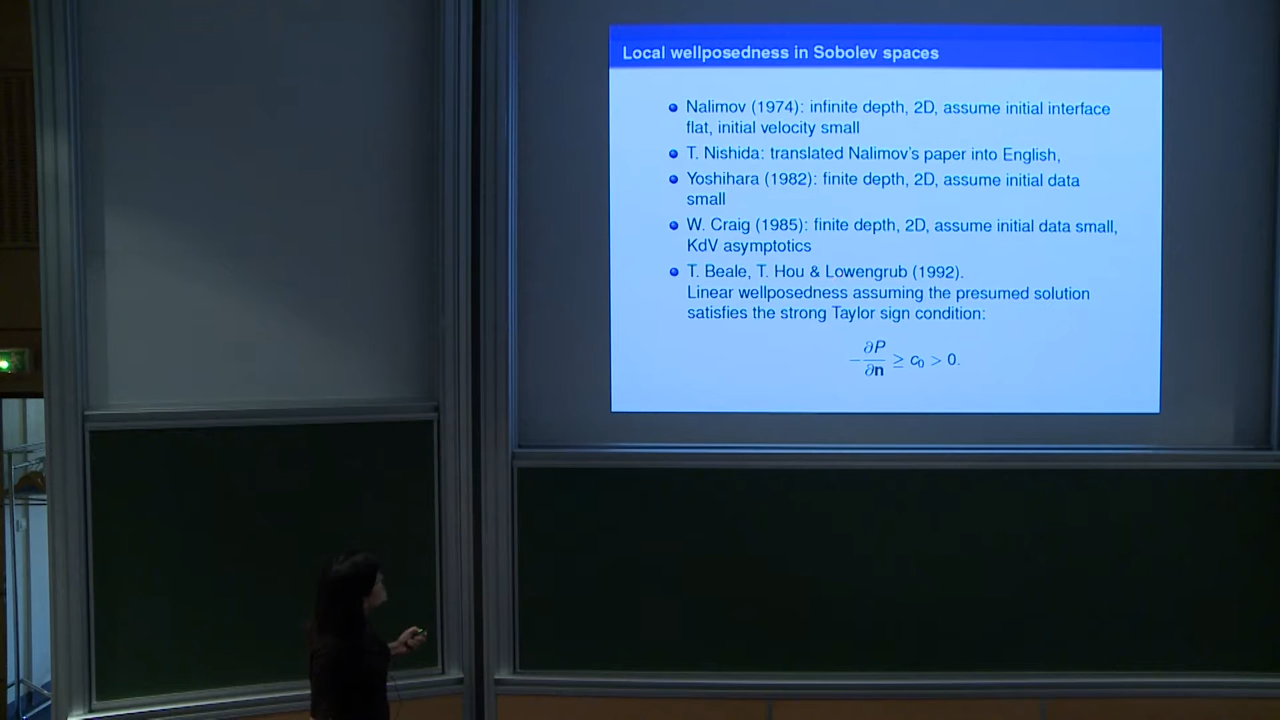 Local wellposedness in Sobolev spaces
Nalimov (1974): infinite depth, 2D, assume initial interface
flat, initial velocity small
T. Nishida: translated Nalimov's paper into English,
Yoshihara (1982): finite depth, 2D, assume initial data
small
W. Craig (1985): finite depth, 2D, assume initial data small,
KdV asymptotics
T. Beale, T. Hou & Lowengrub (1992).
Linear wellposedness assuming the presumed solution
satisfies the strong Taylor sign condition:
−∂P/∂n ≥ c₀ > 0.